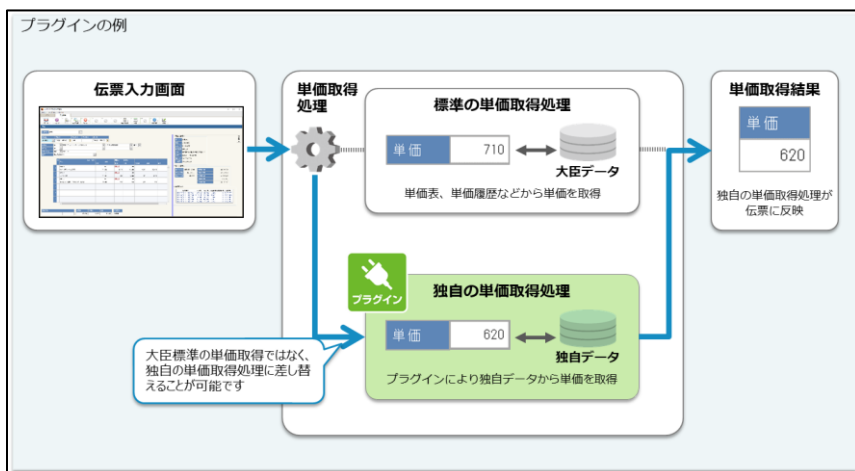 プラグインの例
伝票入力画面
単価取得
処理
標準の単価取得処理
単価 710
大臣データ
単価表、単価履歴などから単価を取得
プラグイン
独自の単価取得処理
単価 620
独自データ
プラグインにより独自データから単価を取得
大臣標準の単価取得ではなく、
独自の単価取得処理に差し替
えることが可能です
単価取得結果
単価
620
独自の単価取得処理が
伝票に反映